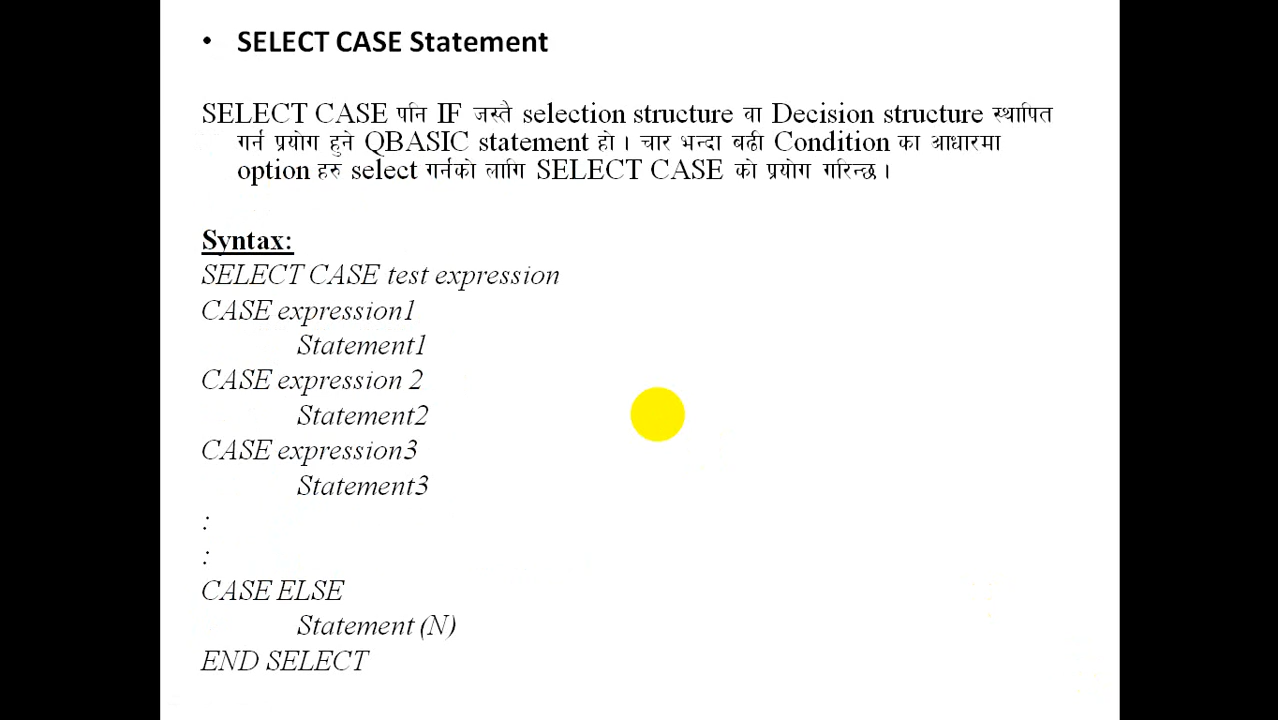 • SELECT CASE Statement
SELECT CASE पनि IF जस्तै selection structure वा Decision structure स्थापित
गर्न प्रयोग हुने QBASIC statement हो । चार भन्दा बढी Condition का आधारमा
option हरु select गर्नको लागि SELECT CASE को प्रयोग गरिन्छ ।
Syntax:
SELECT CASE test expression
CASE expression1
Statement1
CASE expression 2
Statement2
CASE expression3
Statement3
:
:
CASE ELSE
Statement (N)
END SELECT